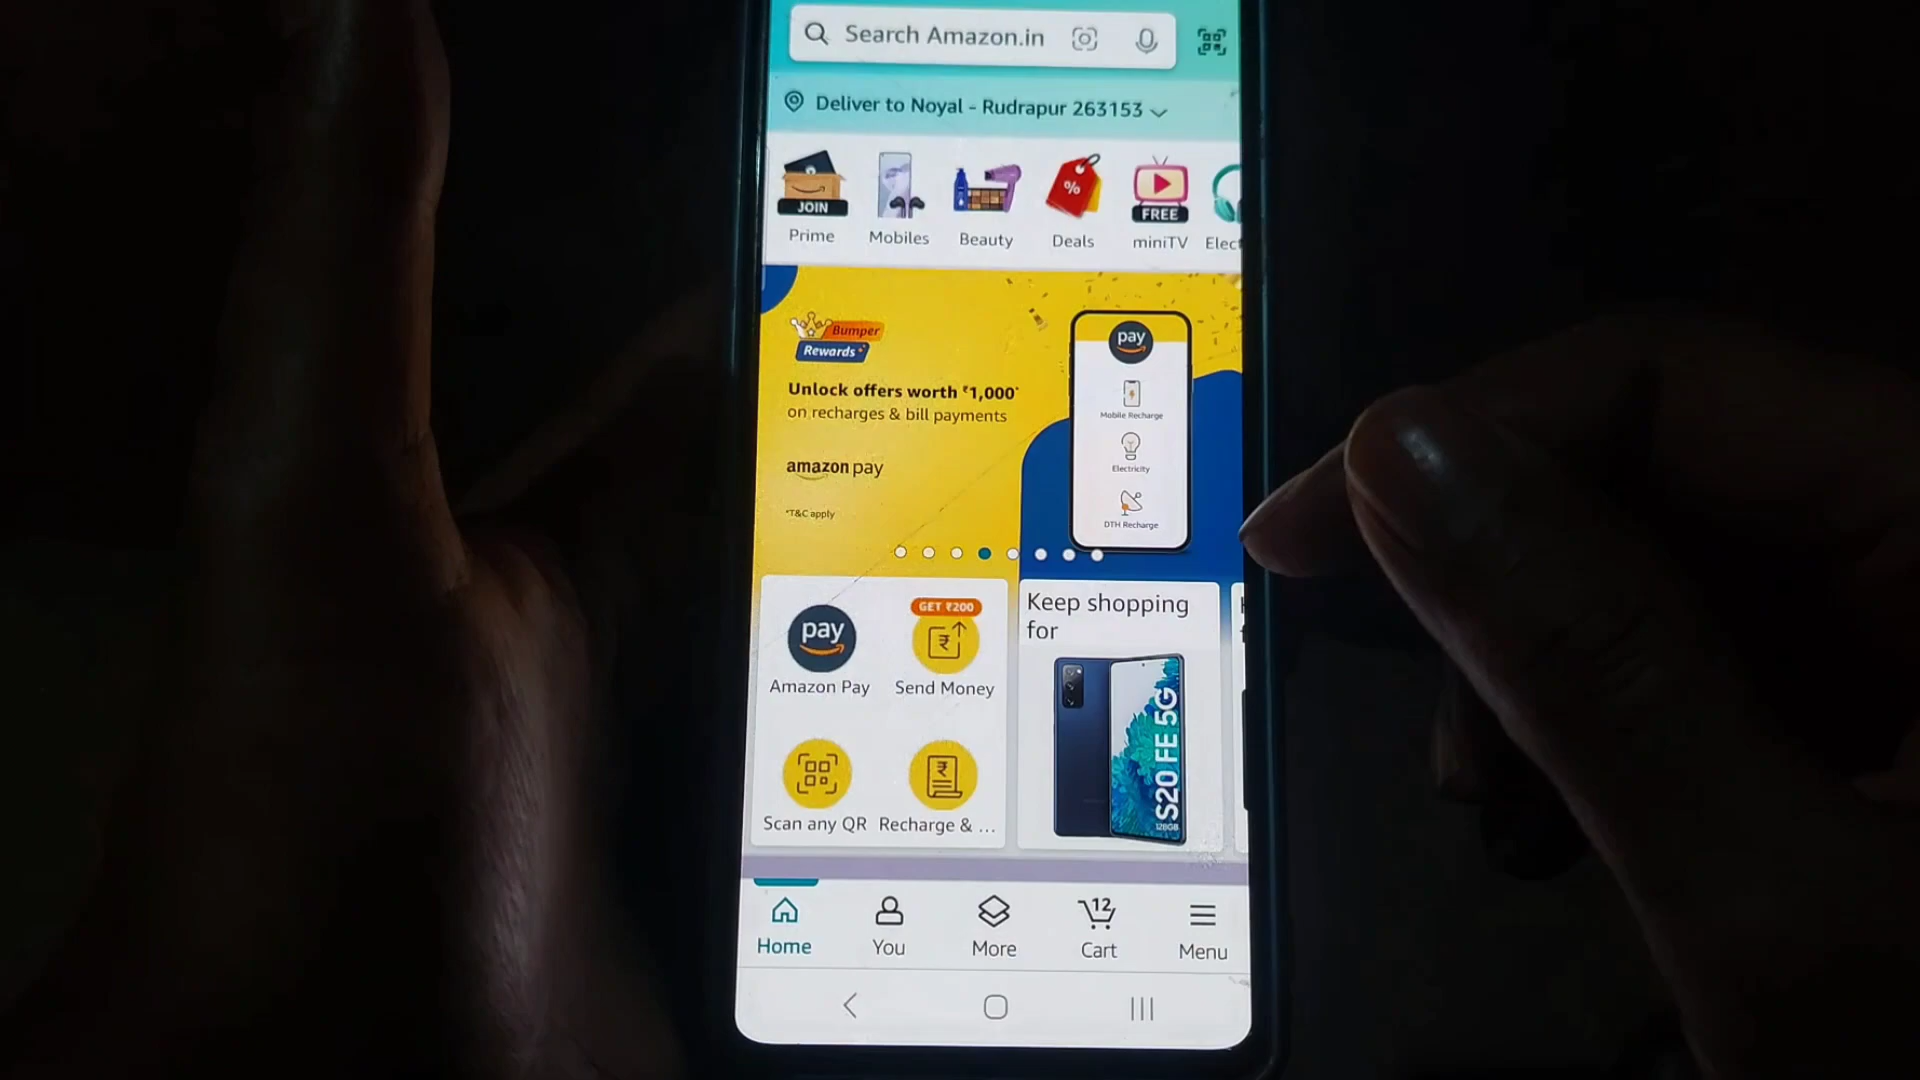 Search Amazon.in
Deliver to Noyal - Rudrapur 263153
JOIN
%
FREE
Prime
Mobiles
Beauty
Deals
miniTV
Elect
Bumper
Rewards
Unlock offers worth ₹1,000*
on recharges & bill payments
amazon pay
*T&C apply
pay
Mobile Recharge
Electricity
DTH Recharge
pay
GET ₹200
Amazon Pay
Send Money
Scan any QR
Recharge & ...
Keep shopping
for
S20 FE 5G
128GB
Home
You
More
12
Cart
Menu